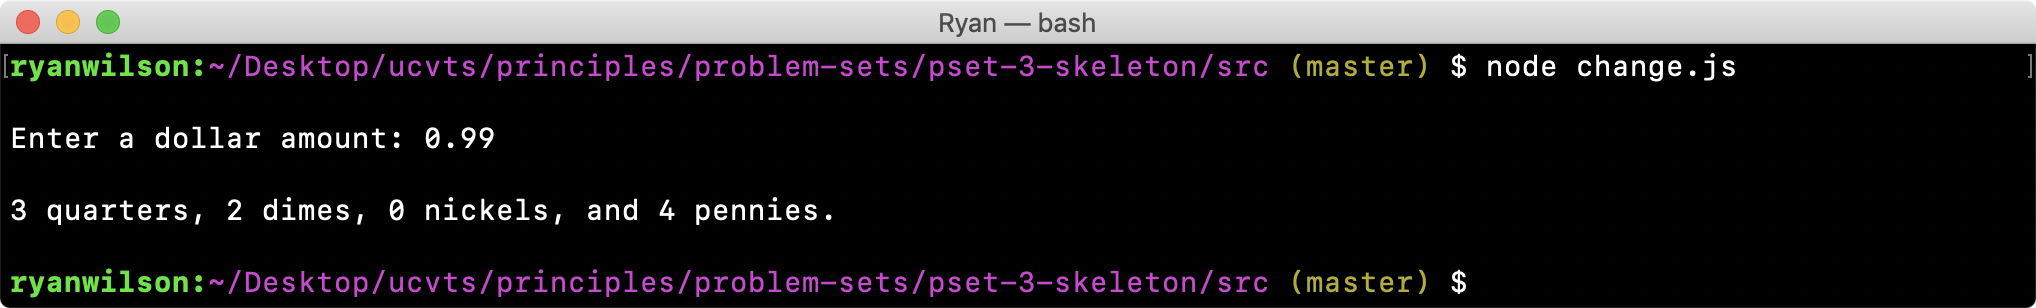 Ryan — bash
[ryanwilson:~/Desktop/ucvts/principles/problem-sets/pset-3-skeleton/src (master) $ node change.js ]
Enter a dollar amount: 0.99
3 quarters, 2 dimes, 0 nickels, and 4 pennies.
ryanwilson:~/Desktop/ucvts/principles/problem-sets/pset-3-skeleton/src (master) $